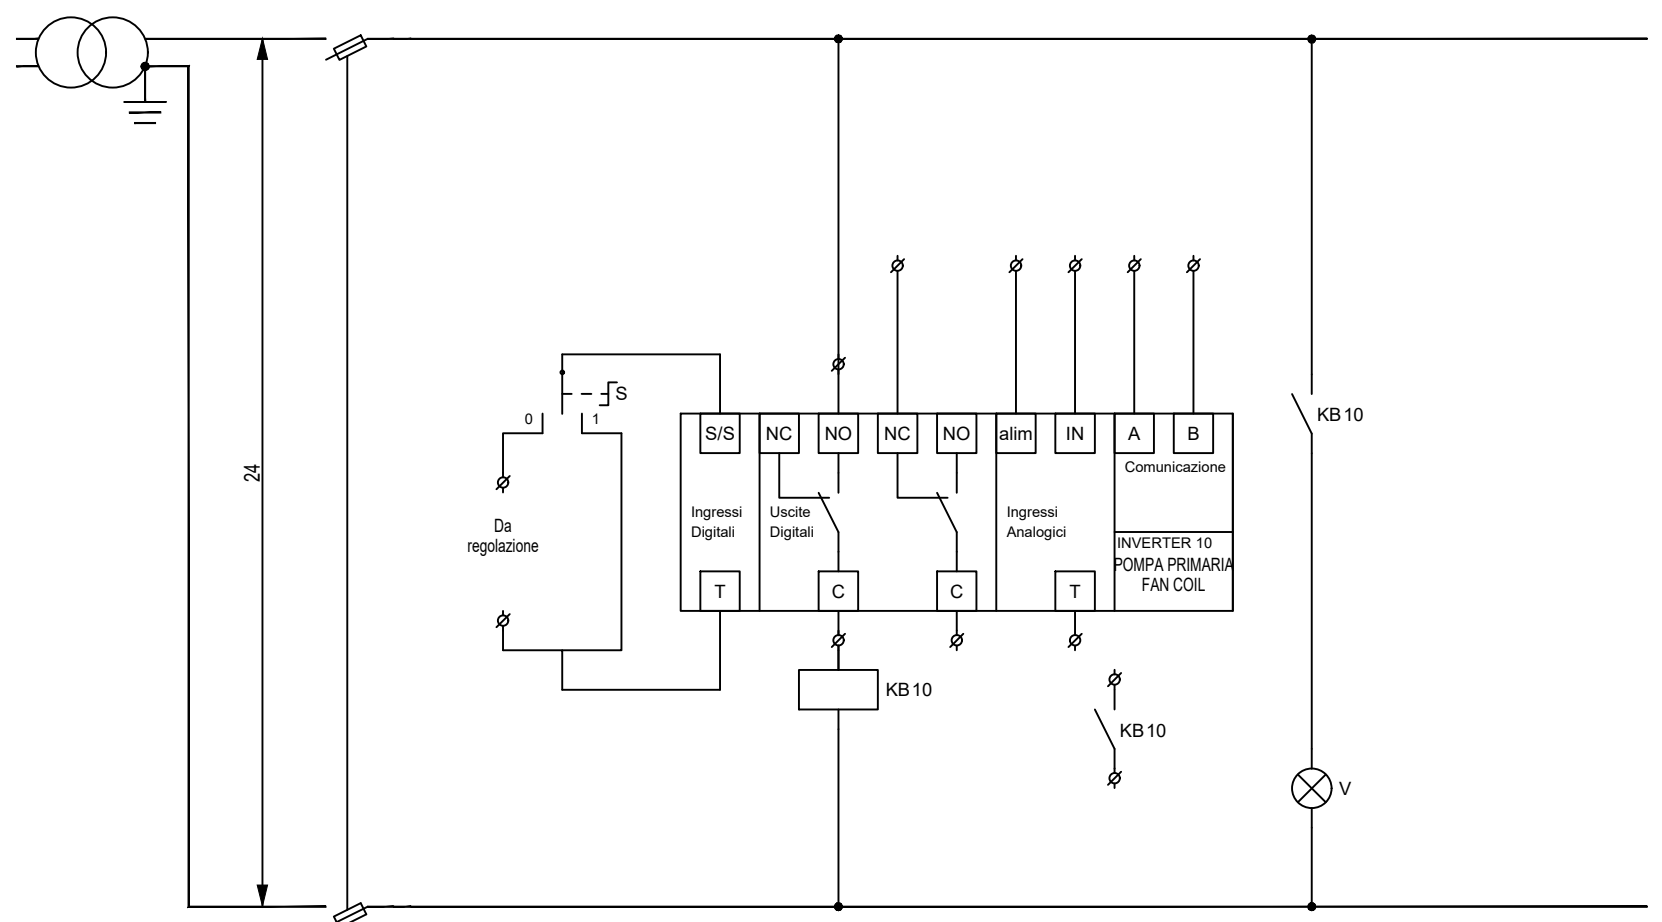 S
0
1
KB10
S/S
NC
NO
NC
NO
alim
IN
A
B
Comunicazione
24
Ingressi
Digitali
Uscite
Digitali
Ingressi
Analogici
Da
regolazione
INVERTER 10
POMPA PRIMARIA
FAN COIL
T
C
C
T
KB10
KB10
V